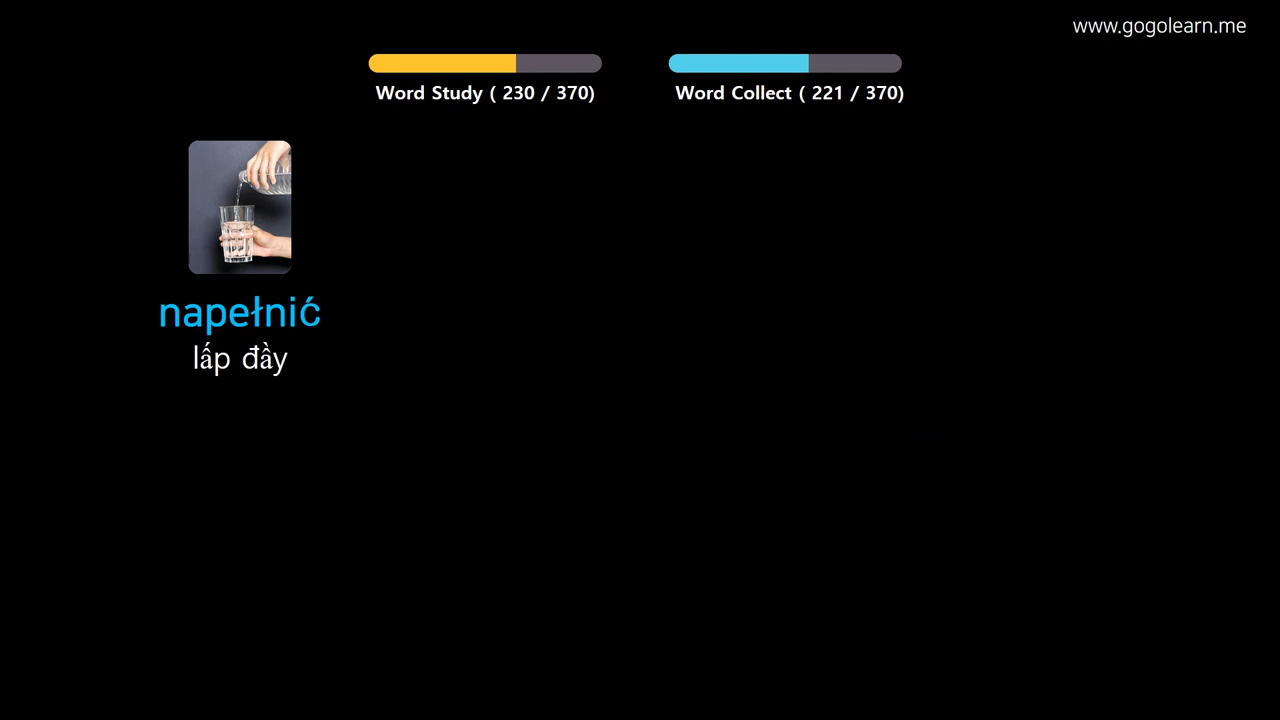 www.gogolearn.me
Word Study ( 230 / 370)
Word Collect ( 221 / 370)
napełnić
lấp đầy